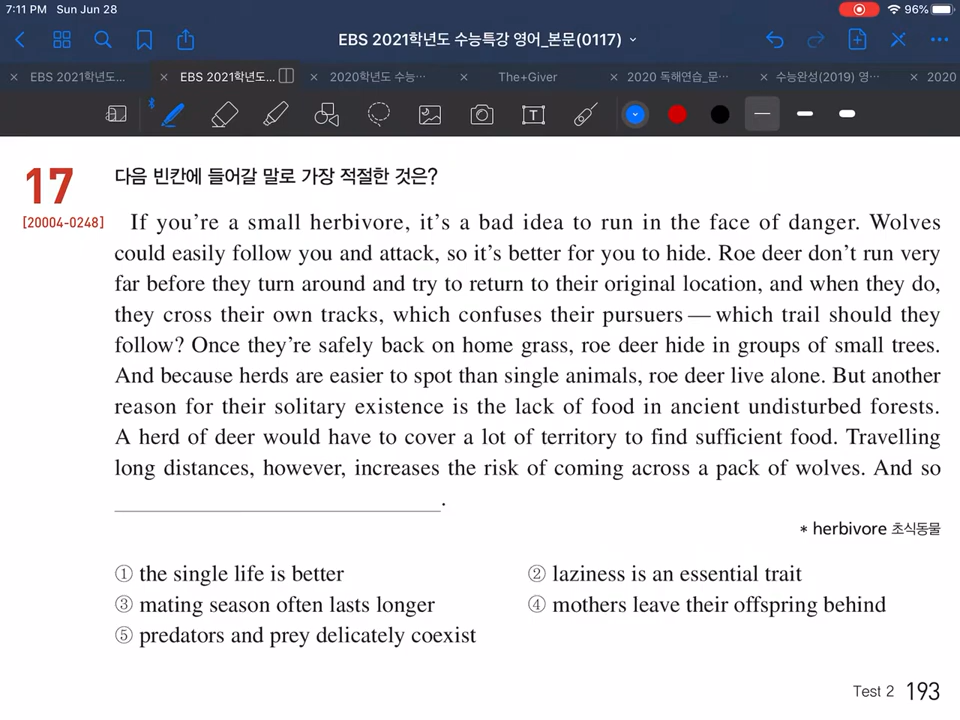 7:11 PM Sun Jun 28
96%
EBS 2021학년도 수능특강 영어_본문(0117)
EBS 2021학년도...
EBS 2021학년도...
2020학년도 수능...
The+Giver
2020 독해연습_문...
수능완성(2019) 영...
2020
17
다음 빈칸에 들어갈 말로 가장 적절한 것은?
[20004-0248]
If you're a small herbivore, it's a bad idea to run in the face of danger. Wolves
could easily follow you and attack, so it's better for you to hide. Roe deer don't run very
far before they turn around and try to return to their original location, and when they do,
they cross their own tracks, which confuses their pursuers — which trail should they
follow? Once they're safely back on home grass, roe deer hide in groups of small trees.
And because herds are easier to spot than single animals, roe deer live alone. But another
reason for their solitary existence is the lack of food in ancient undisturbed forests.
A herd of deer would have to cover a lot of territory to find sufficient food. Travelling
long distances, however, increases the risk of coming across a pack of wolves. And so
____________________.
* herbivore 초식동물
① the single life is better
② laziness is an essential trait
③ mating season often lasts longer
④ mothers leave their offspring behind
⑤ predators and prey delicately coexist
Test 2 193